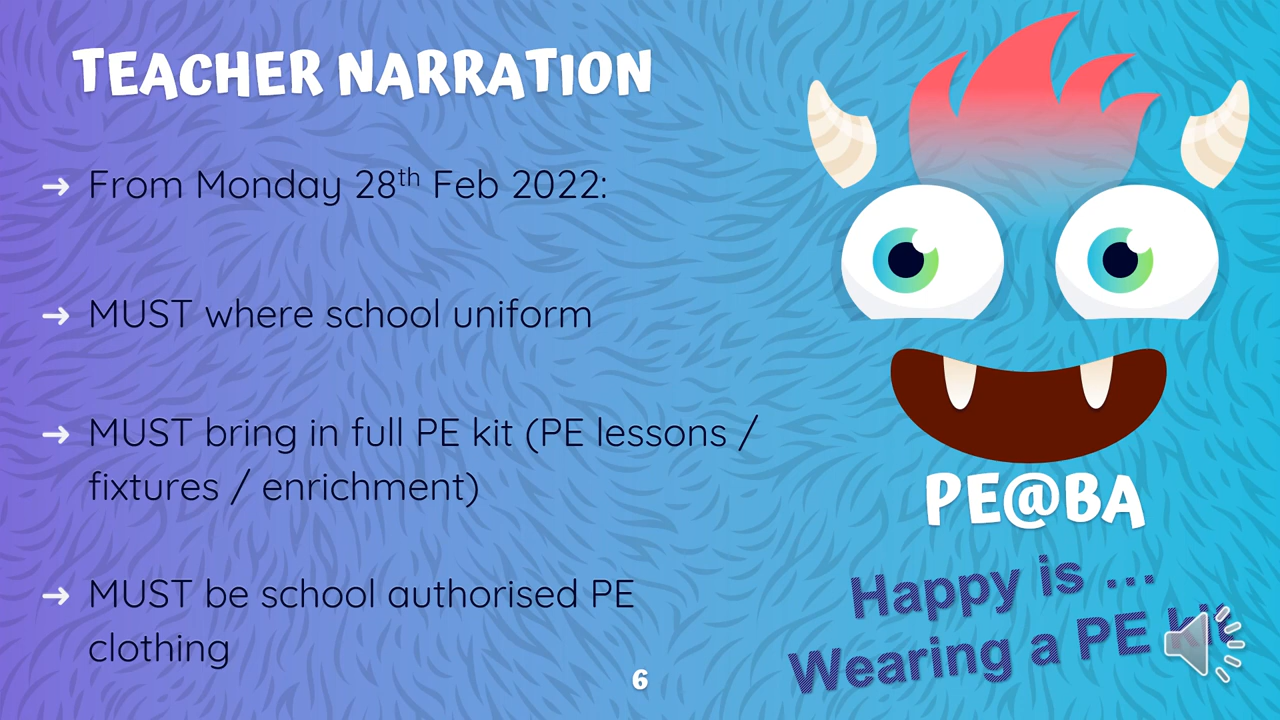 TEACHER NARRATION
→ From Monday 28th Feb 2022:
→ MUST where school uniform
→ MUST bring in full PE kit (PE lessons /
fixtures / enrichment)
→ MUST be school authorised PE
clothing
PE@BA
Happy is ...
Wearing a PE kit
6